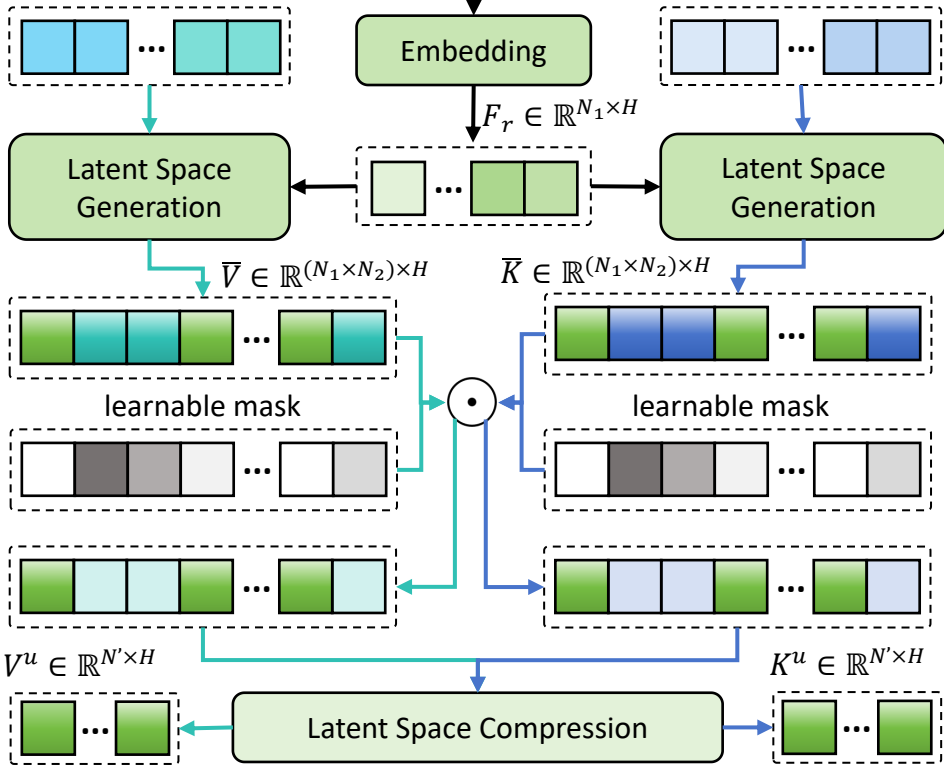 ...
...
Embedding
F_r ∈ ℝ^{N_1×H}
Latent Space
Generation
...
Latent Space
Generation
V̅ ∈ ℝ^{(N_1×N_2)×H}
K̅ ∈ ℝ^{(N_1×N_2)×H}
...
...
learnable mask
learnable mask
...
...
...
...
V^u ∈ ℝ^{N'×H}
K^u ∈ ℝ^{N'×H}
...
Latent Space Compression
...